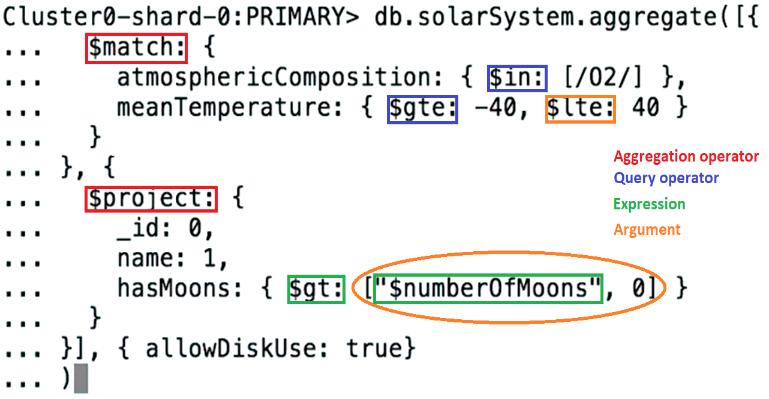 Cluster0-shard-0:PRIMARY> db.solarSystem.aggregate([{
...   $match: {
...     atmosphericComposition: { $in: [/O2/] },
...     meanTemperature: { $gte: -40, $lte: 40 }
...   }
... }, {
...   $project: {
...     _id: 0,
...     name: 1,
...     hasMoons: { $gt: ["$numberOfMoons", 0] }
...   }
... }], { allowDiskUse: true}
... )
Aggregation operator
Query operator
Expression
Argument